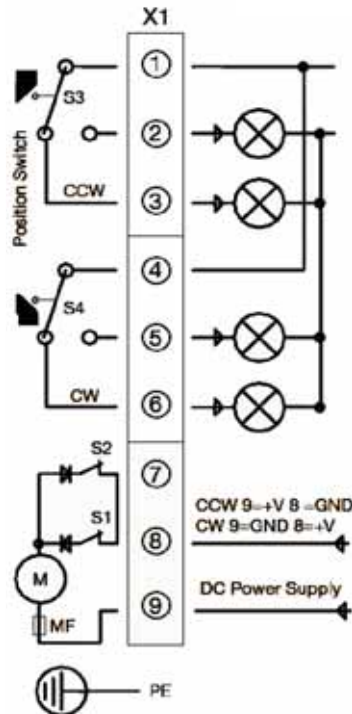 X1
1
S3
Position Switch
2
CCW
3
4
S4
5
CW
6
S2
7
CCW 9=+V 8=GND
S1
8
CW 9=GND 8=+V
M
DC Power Supply
9
MF
PE